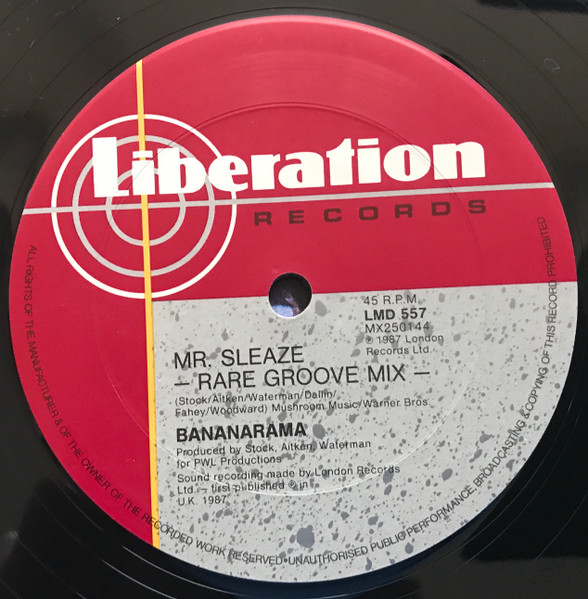 Liberation
RECORDS
45 R.P.M.
LMD 557
MX250144
℗ 1987 London
Records Ltd.
MR. SLEAZE
– RARE GROOVE MIX –
(Stock/Aitken/Waterman/Dallin/
Fahey/Woodward) Mushroom Music/Warner Bros.
BANANARAMA
Produced by Stock, Aitken, Waterman
for PWL Productions
Sound recording made by London Records
Ltd. – first published ℗ in
U.K. 1987
ALL RIGHTS OF THE MANUFACTURER & OF THE OWNER OF THE RECORDED WORK RESERVED•UNAUTHORISED PUBLIC PERFORMANCE, BROADCASTING & COPYING OF THIS RECORD PROHIBITED